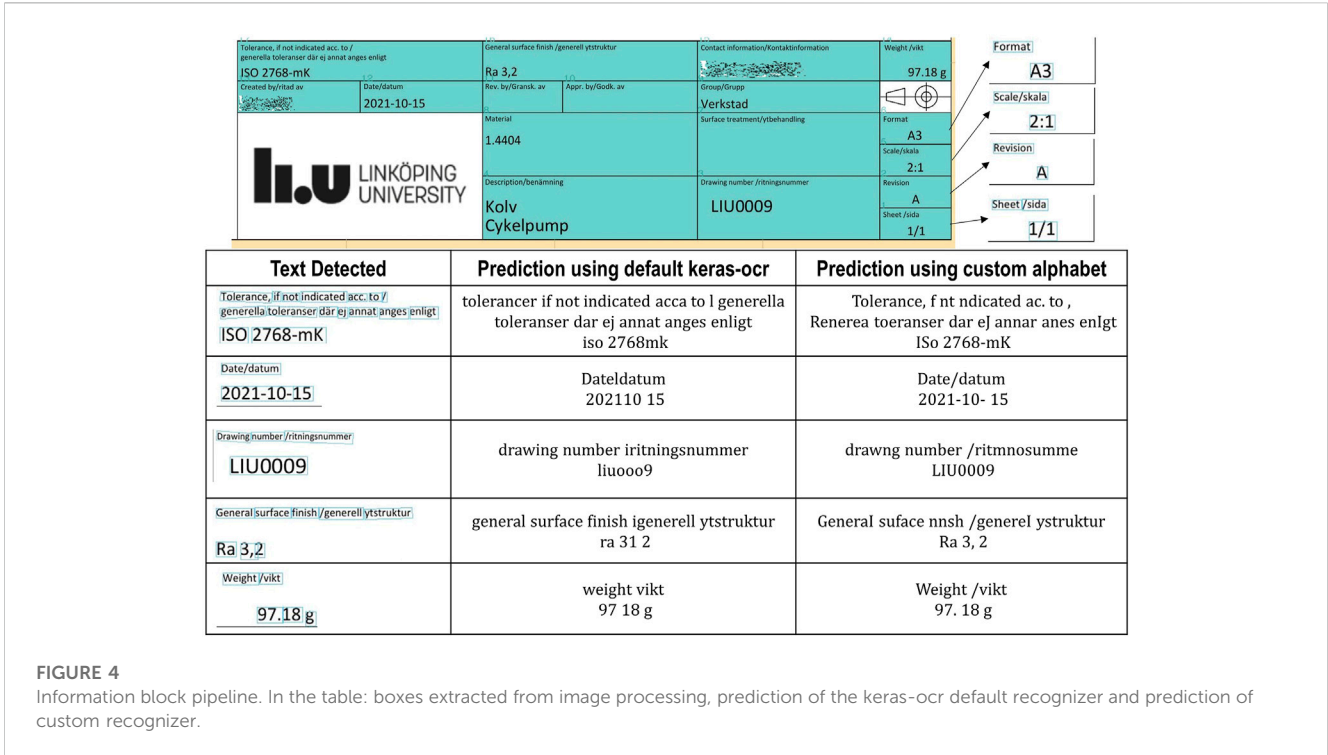 Tolerance, if not indicated acc. to /
generella toleranser där ej annat anges enligt
ISO 2768-mK
General surface finish /generell ytstruktur
Ra 3,2
Contact information/Kontaktinformation
Weight /vikt
97.18 g
Created by/ritad av
Date/datum
2021-10-15
Rev. by/Gransk. av
Appr. by/Godk. av
Group/Grupp
Verkstad
LINKÖPING
UNIVERSITY
li.u
Material
1.4404
Surface treatment/ytbehandling
Format
A3
Scale/skala
2:1
Description/benämning
Kolv
Cykelpump
Drawing number /ritningsnummer
LIU0009
Revision
A
Sheet /sida
1/1
Format
A3
Scale/skala
2:1
Revision
A
Sheet /sida
1/1
Text Detected
Prediction using default keras-ocr
Prediction using custom alphabet
Tolerance, if not indicated acc. to /
generella toleranser där ej annat anges enligt
ISO 2768-mK
tolerancer if not indicated acca to l generella
toleranser dar ej annat anges enligt
iso 2768mk
Tolerance, f nt ndicated ac. to ,
Renerea toeranser dar eJ annar anes enIgt
ISo 2768-mK
Date/datum
2021-10-15
Dateldatum
202110 15
Date/datum
2021-10- 15
Drawing number /ritningsnummer
LIU0009
drawing number iritningsnummer
liuooo9
drawng number /ritmnosumme
LIU0009
General surface finish /generell ytstruktur
Ra 3,2
general surface finish igenerell ytstruktur
ra 31 2
GeneraI suface nnsh /genereI ystruktur
Ra 3, 2
Weight /vikt
97.18 g
weight vikt
97 18 g
Weight /vikt
97. 18 g
FIGURE 4
Information block pipeline. In the table: boxes extracted from image processing, prediction of the keras-ocr default recognizer and prediction of
custom recognizer.